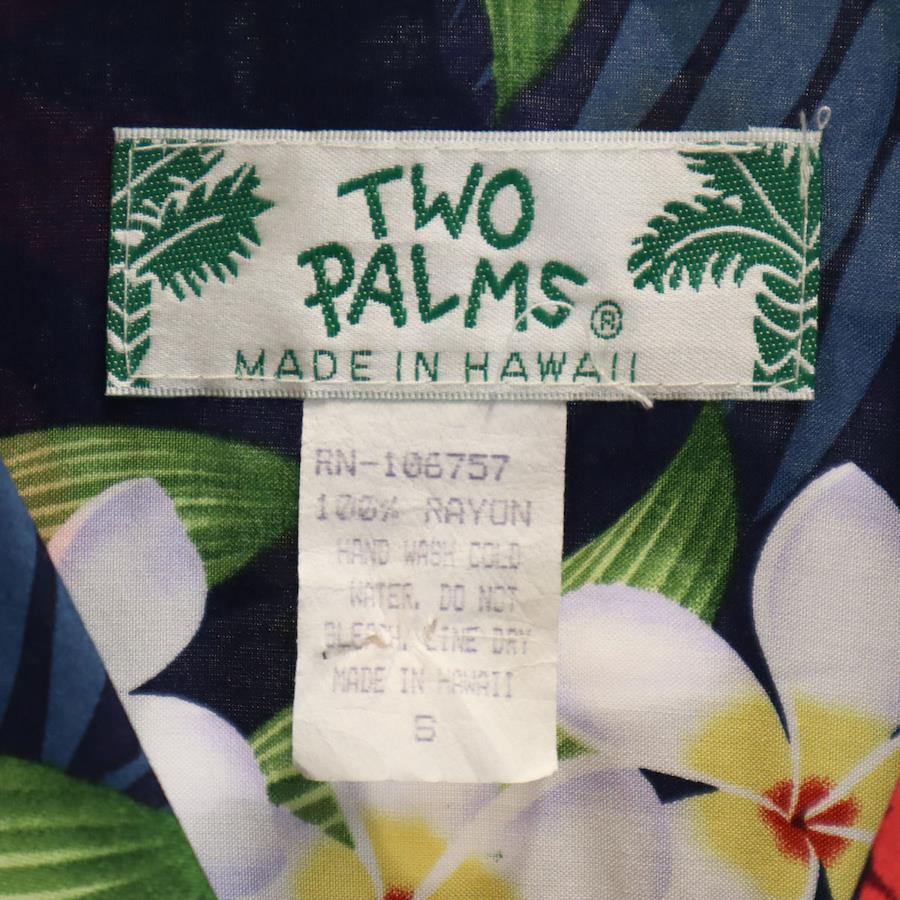 TWO
PALMS®
MADE IN HAWAII
RN-106757
100% RAYON
HAND WASH COLD
WATER. DO NOT
BLEACH. LINE DRY
MADE IN HAWAII
S